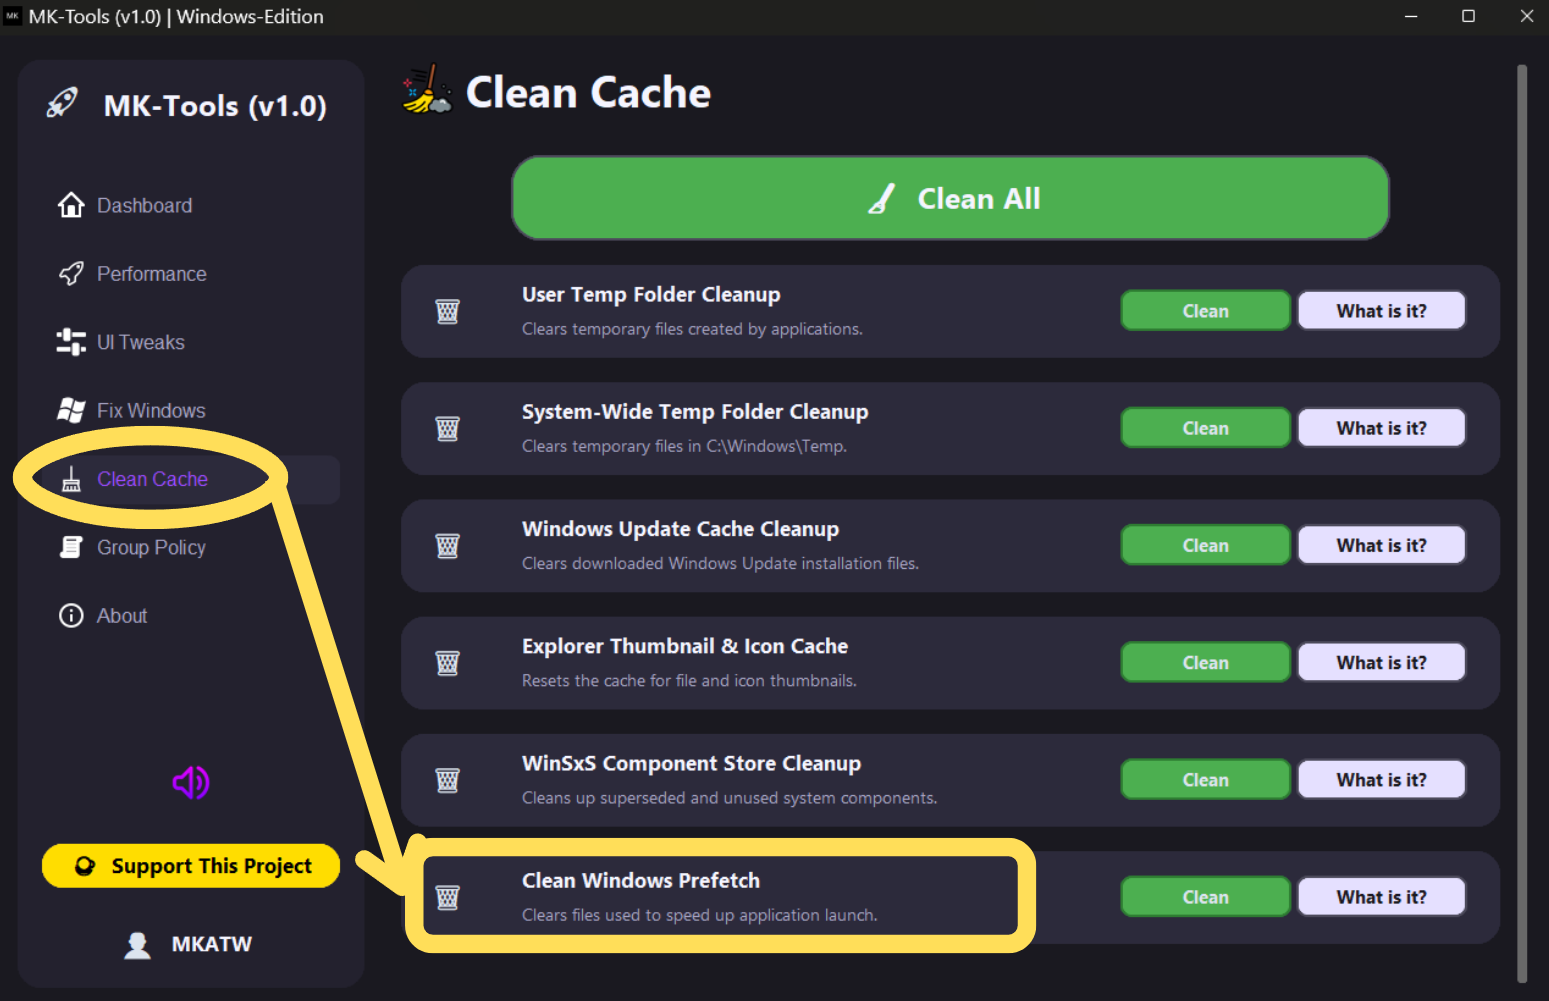 MK MK-Tools (v1.0) | Windows-Edition
MK-Tools (v1.0)
Dashboard
Performance
UI Tweaks
Fix Windows
Clean Cache
Group Policy
About
Support This Project
MKATW
Clean Cache
Clean All
User Temp Folder Cleanup
Clears temporary files created by applications.
Clean What is it?
System-Wide Temp Folder Cleanup
Clears temporary files in C:\Windows\Temp.
Clean What is it?
Windows Update Cache Cleanup
Clears downloaded Windows Update installation files.
Clean What is it?
Explorer Thumbnail & Icon Cache
Resets the cache for file and icon thumbnails.
Clean What is it?
WinSxS Component Store Cleanup
Cleans up superseded and unused system components.
Clean What is it?
Clean Windows Prefetch
Clears files used to speed up application launch.
Clean What is it?